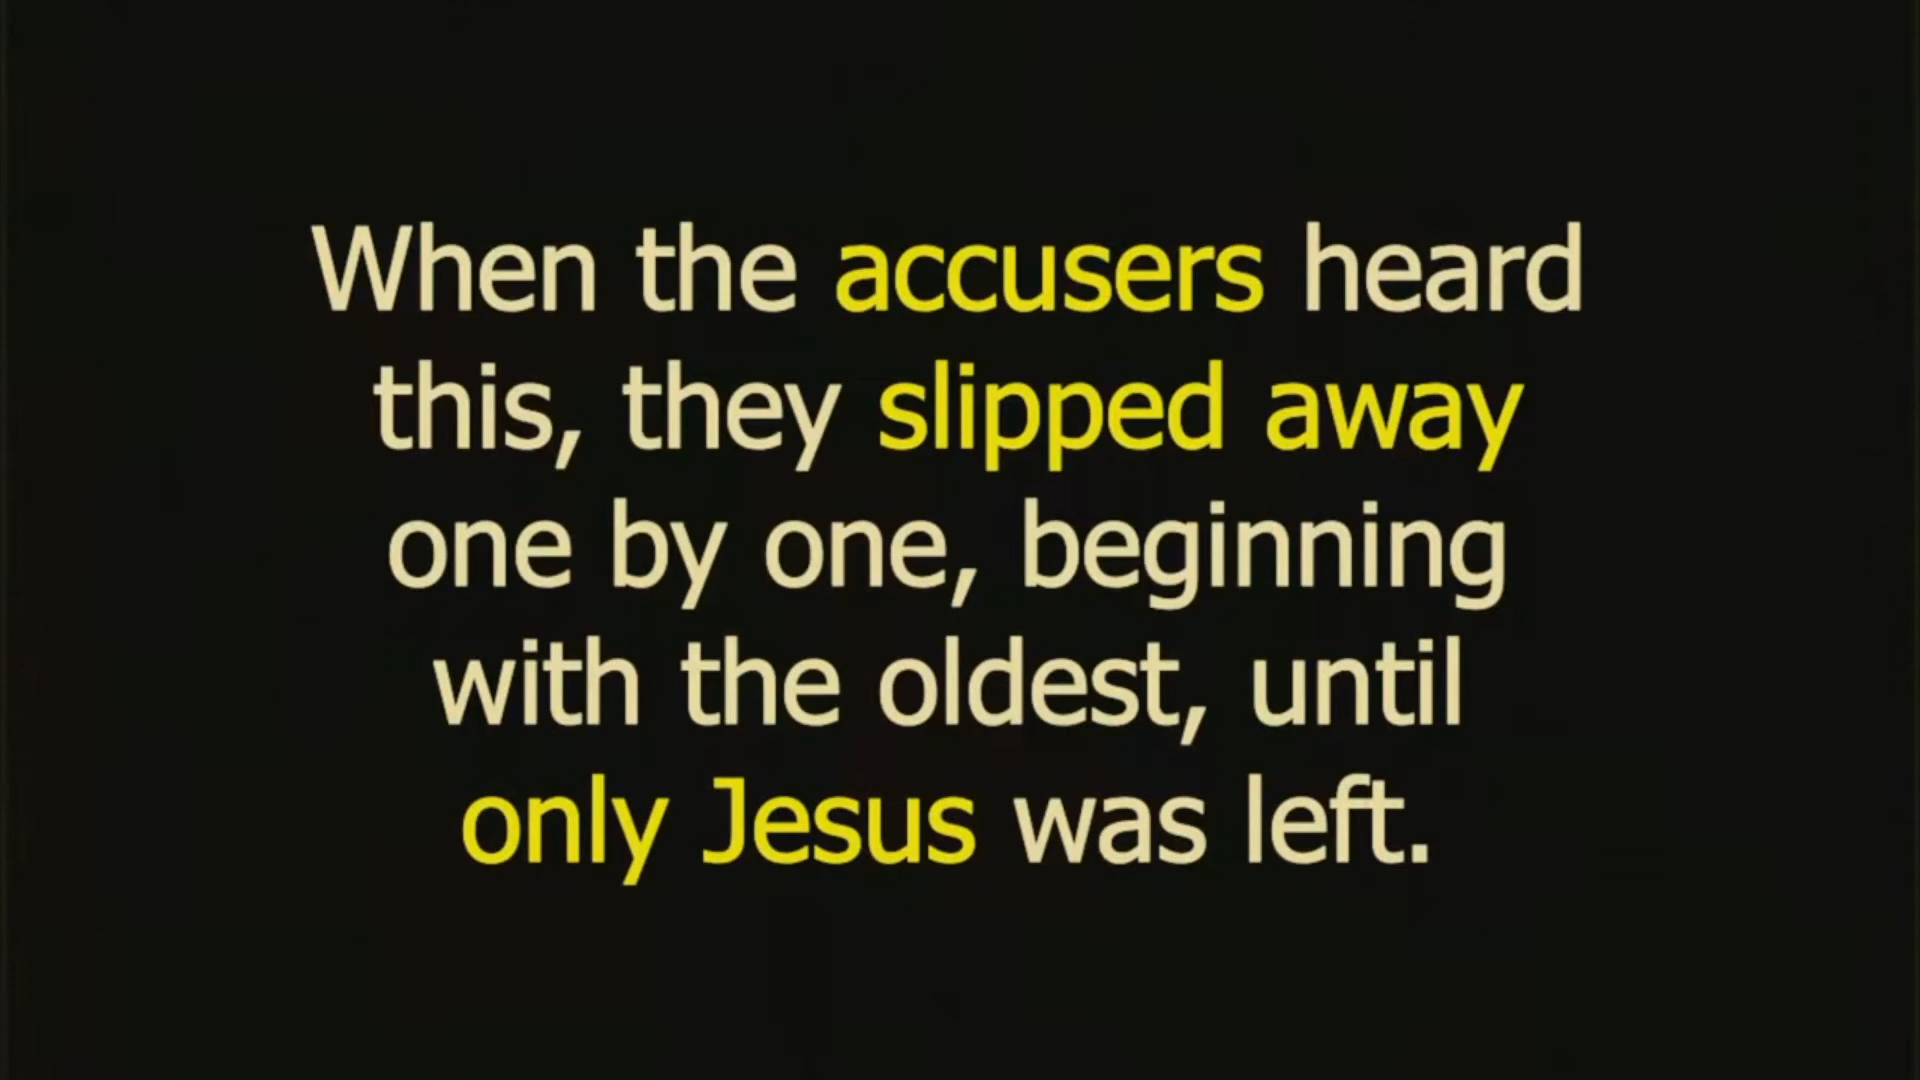 When the accusers heard
this, they slipped away
one by one, beginning
with the oldest, until
only Jesus was left.